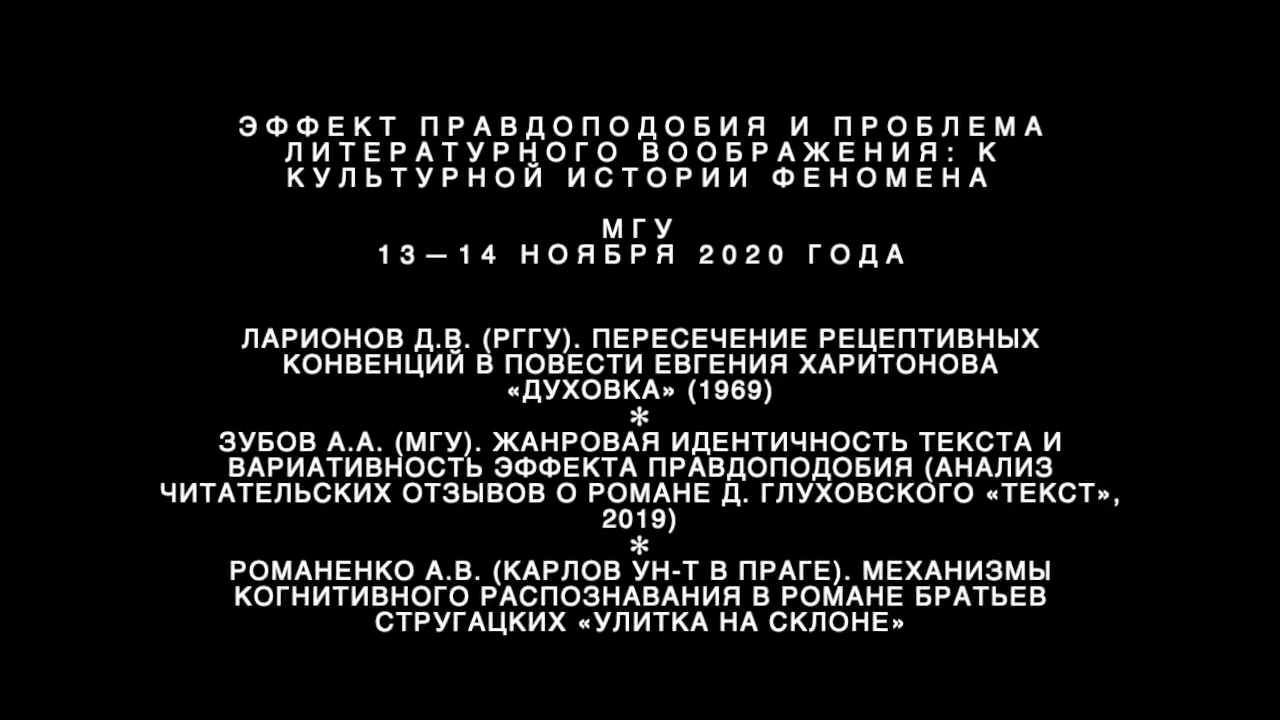 ЭФФЕКТ ПРАВДОПОДОБИЯ И ПРОБЛЕМА
ЛИТЕРАТУРНОГО ВООБРАЖЕНИЯ: К
КУЛЬТУРНОЙ ИСТОРИИ ФЕНОМЕНА
МГУ
13—14 НОЯБРЯ 2020 ГОДА
ЛАРИОНОВ Д.В. (РГГУ). ПЕРЕСЕЧЕНИЕ РЕЦЕПТИВНЫХ
КОНВЕНЦИЙ В ПОВЕСТИ ЕВГЕНИЯ ХАРИТОНОВА
«ДУХОВКА» (1969)
*
ЗУБОВ А.А. (МГУ). ЖАНРОВАЯ ИДЕНТИЧНОСТЬ ТЕКСТА И
ВАРИАТИВНОСТЬ ЭФФЕКТА ПРАВДОПОДОБИЯ (АНАЛИЗ
ЧИТАТЕЛЬСКИХ ОТЗЫВОВ О РОМАНЕ Д. ГЛУХОВСКОГО «ТЕКСТ»,
2019)
*
РОМАНЕНКО А.В. (КАРЛОВ УН-Т В ПРАГЕ). МЕХАНИЗМЫ
КОГНИТИВНОГО РАСПОЗНАВАНИЯ В РОМАНЕ БРАТЬЕВ
СТРУГАЦКИХ «УЛИТКА НА СКЛОНЕ»